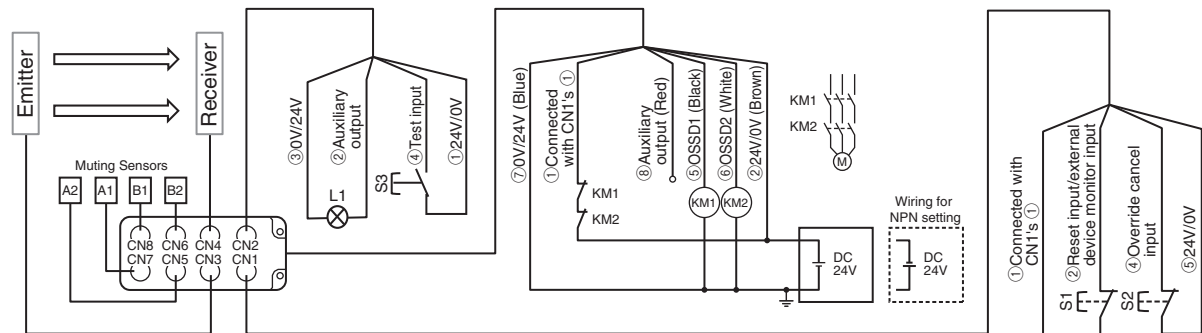 Emitter
Receiver
Muting Sensors
A2
A1
B1
B2
CN8
CN6
CN4
CN2
CN7
CN5
CN3
CN1
③0V/24V
②Auxiliary
output
④Test input
①24V/0V
L1
S3
⑦0V/24V (Blue)
①Connected
with CN1's ①
⑧Auxiliary
output (Red)
⑤OSSD1 (Black)
⑥OSSD2 (White)
②24V/0V (Brown)
KM1
KM2
KM1
KM2
KM1
KM2
M
DC
24V
Wiring for
NPN setting
DC
24V
①Connected with
CN1's ①
②Reset input/external
device monitor input
④Override cancel
input
⑤24V/0V
S1
S2